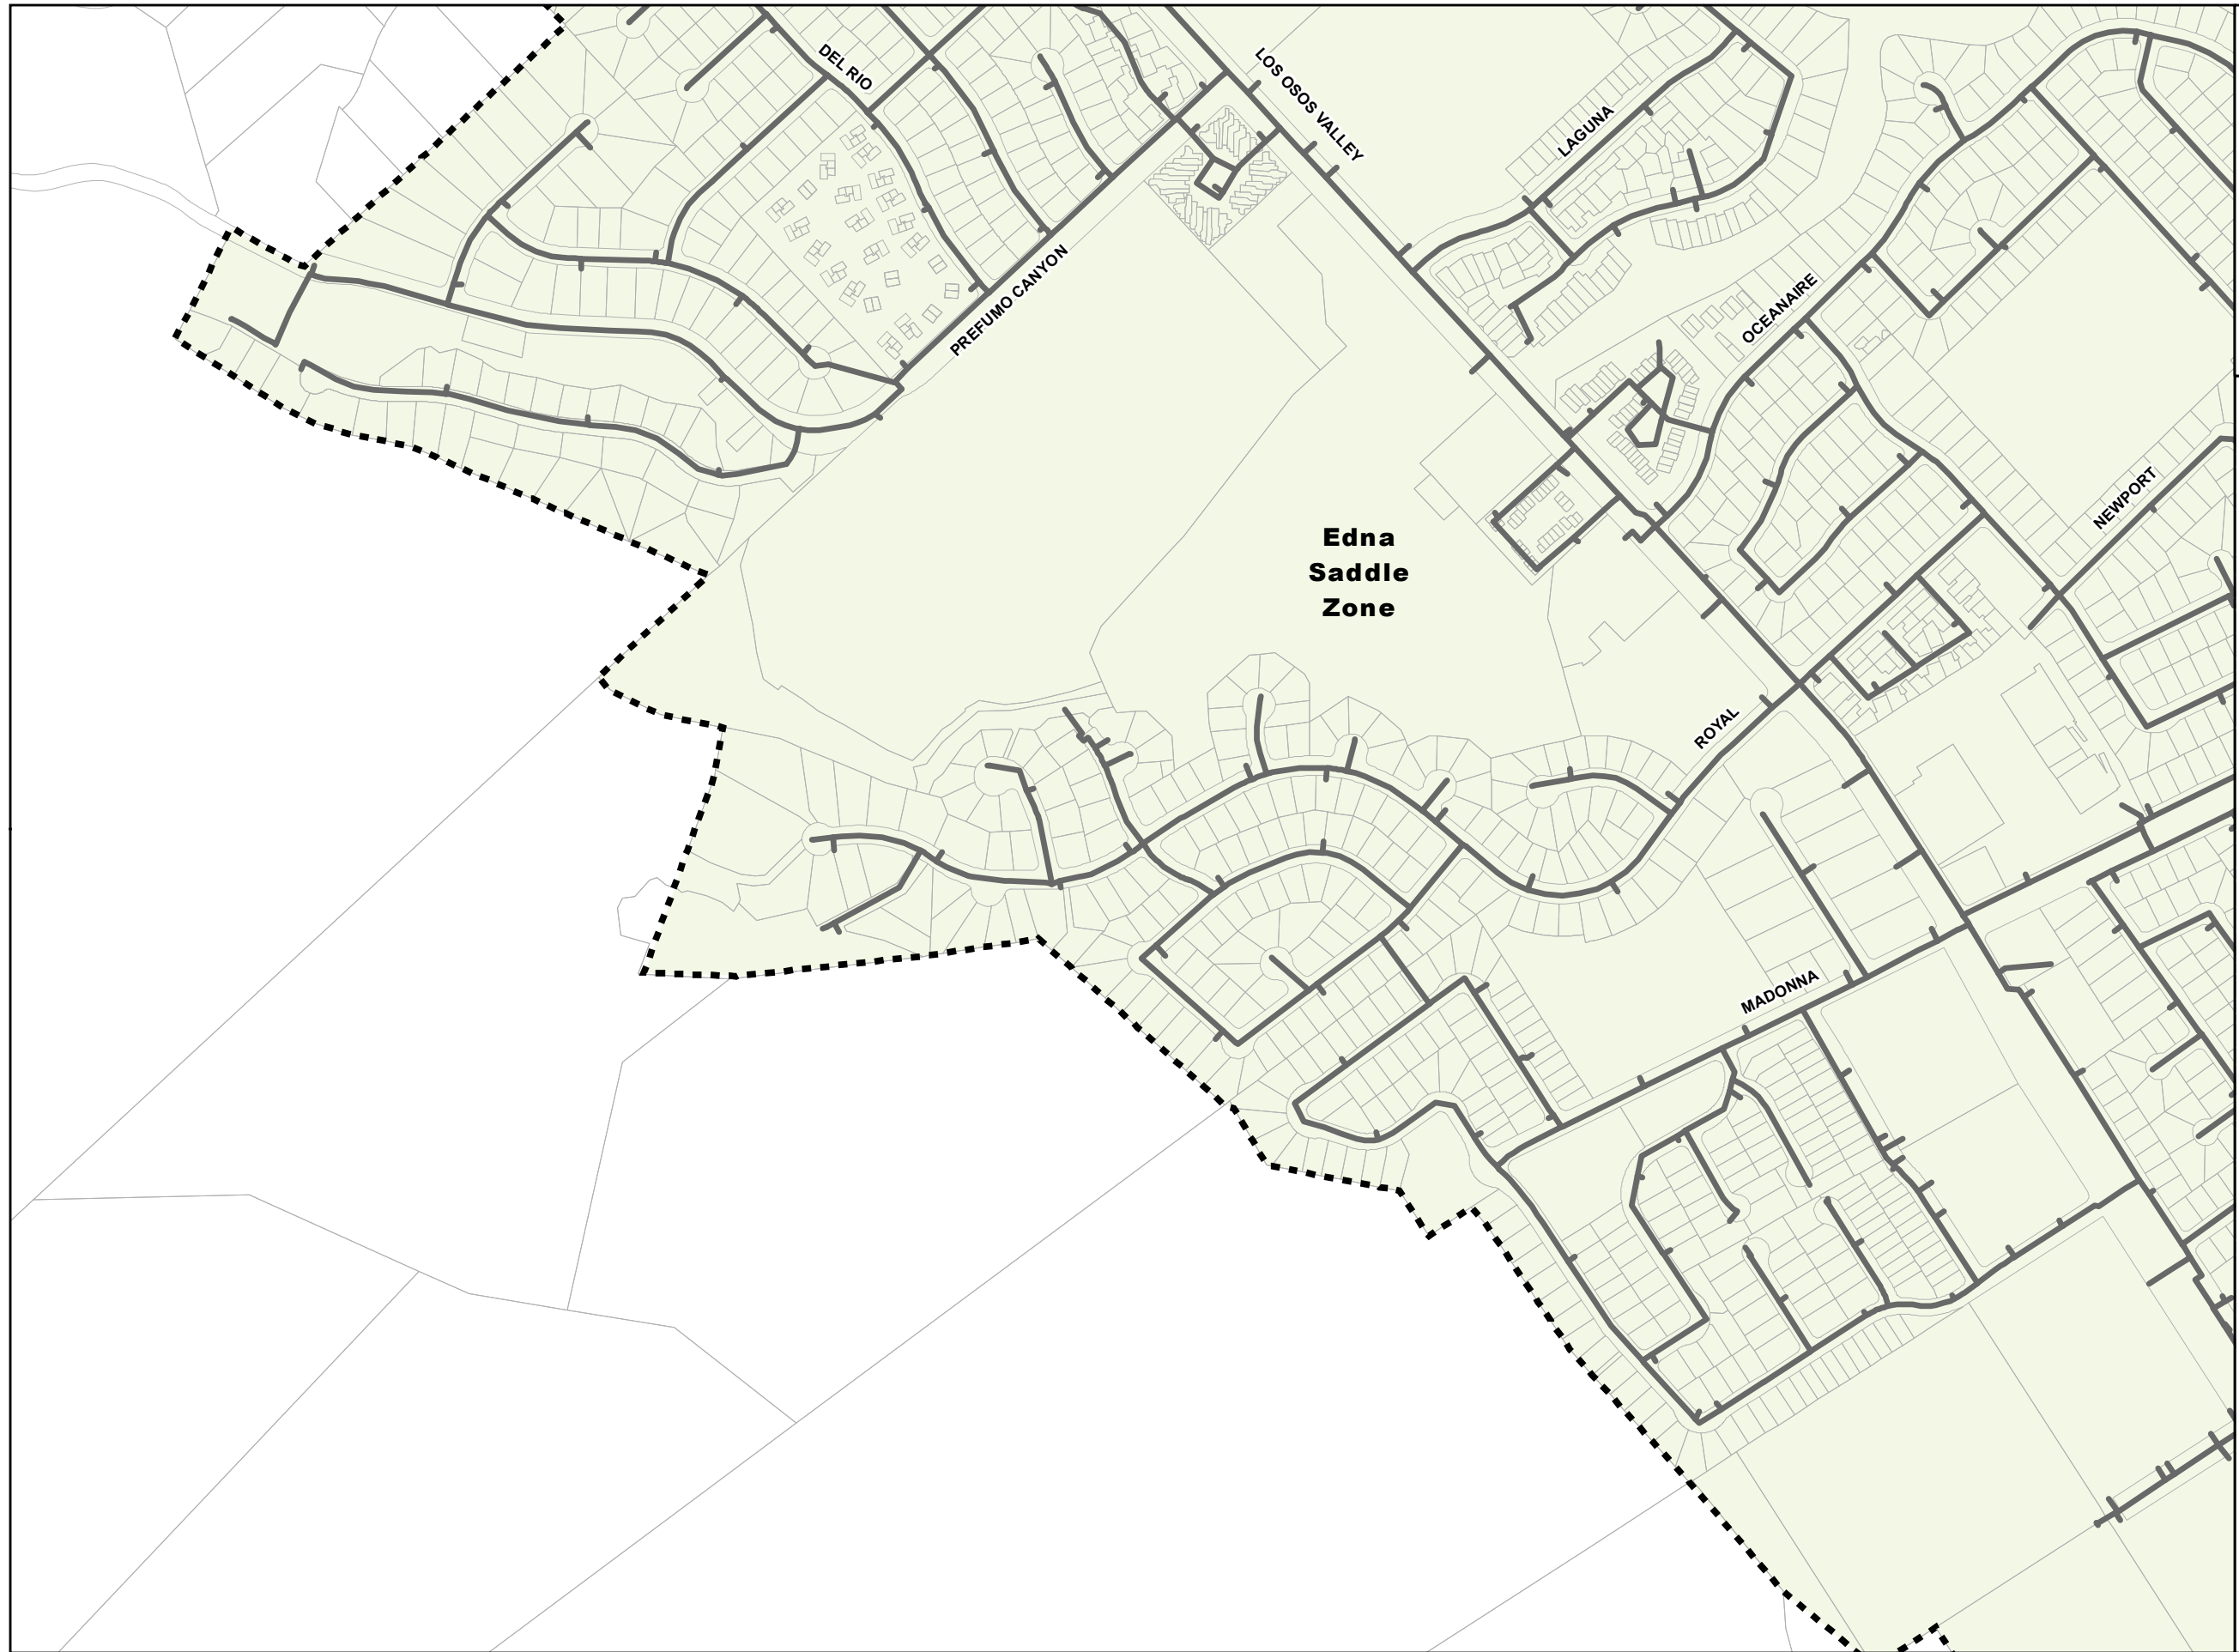 DEL RIO
LOS OSOS VALLEY
LAGUNA
PREFUMO CANYON
OCEANAIRE
NEWPORT
Edna
Saddle
Zone
ROYAL
MADONNA